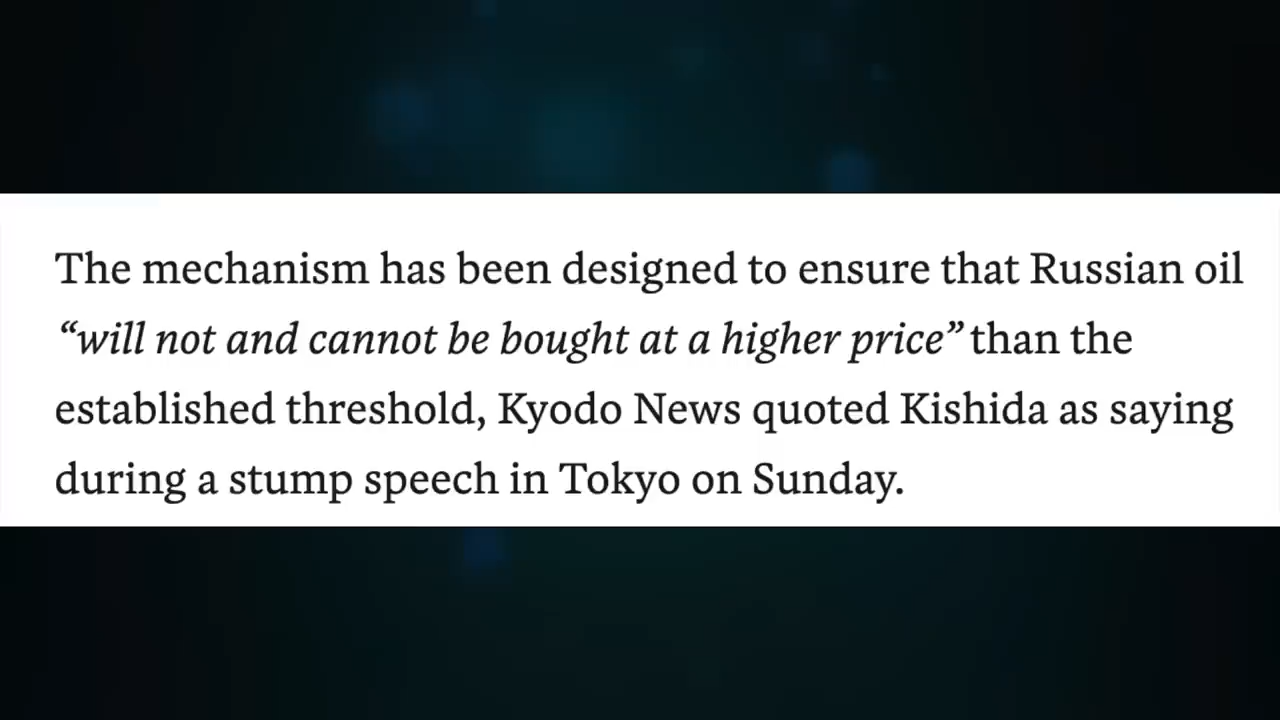 The mechanism has been designed to ensure that Russian oil
“will not and cannot be bought at a higher price” than the
established threshold, Kyodo News quoted Kishida as saying
during a stump speech in Tokyo on Sunday.